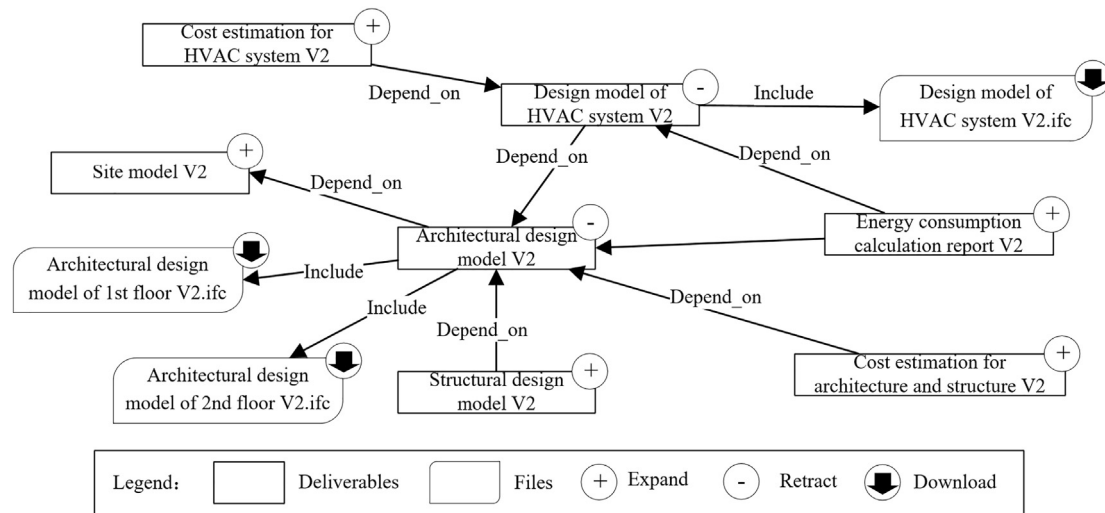 Cost estimation for
HVAC system V2
+
Depend_on
Design model of
HVAC system V2
-
Include
Design model of
HVAC system V2.ifc
Depend_on
Depend_on
Site model V2
+
Depend_on
Architectural design
model V2
-
Energy consumption
calculation report V2
+
Architectural design
model of 1st floor V2.ifc
Include
Include
Depend_on
Depend_on
Architectural design
model of 2nd floor V2.ifc
Structural design
model V2
+
Cost estimation for
architecture and structure V2
+
Legend:
Deliverables
Files
+
Expand
-
Retract
Download